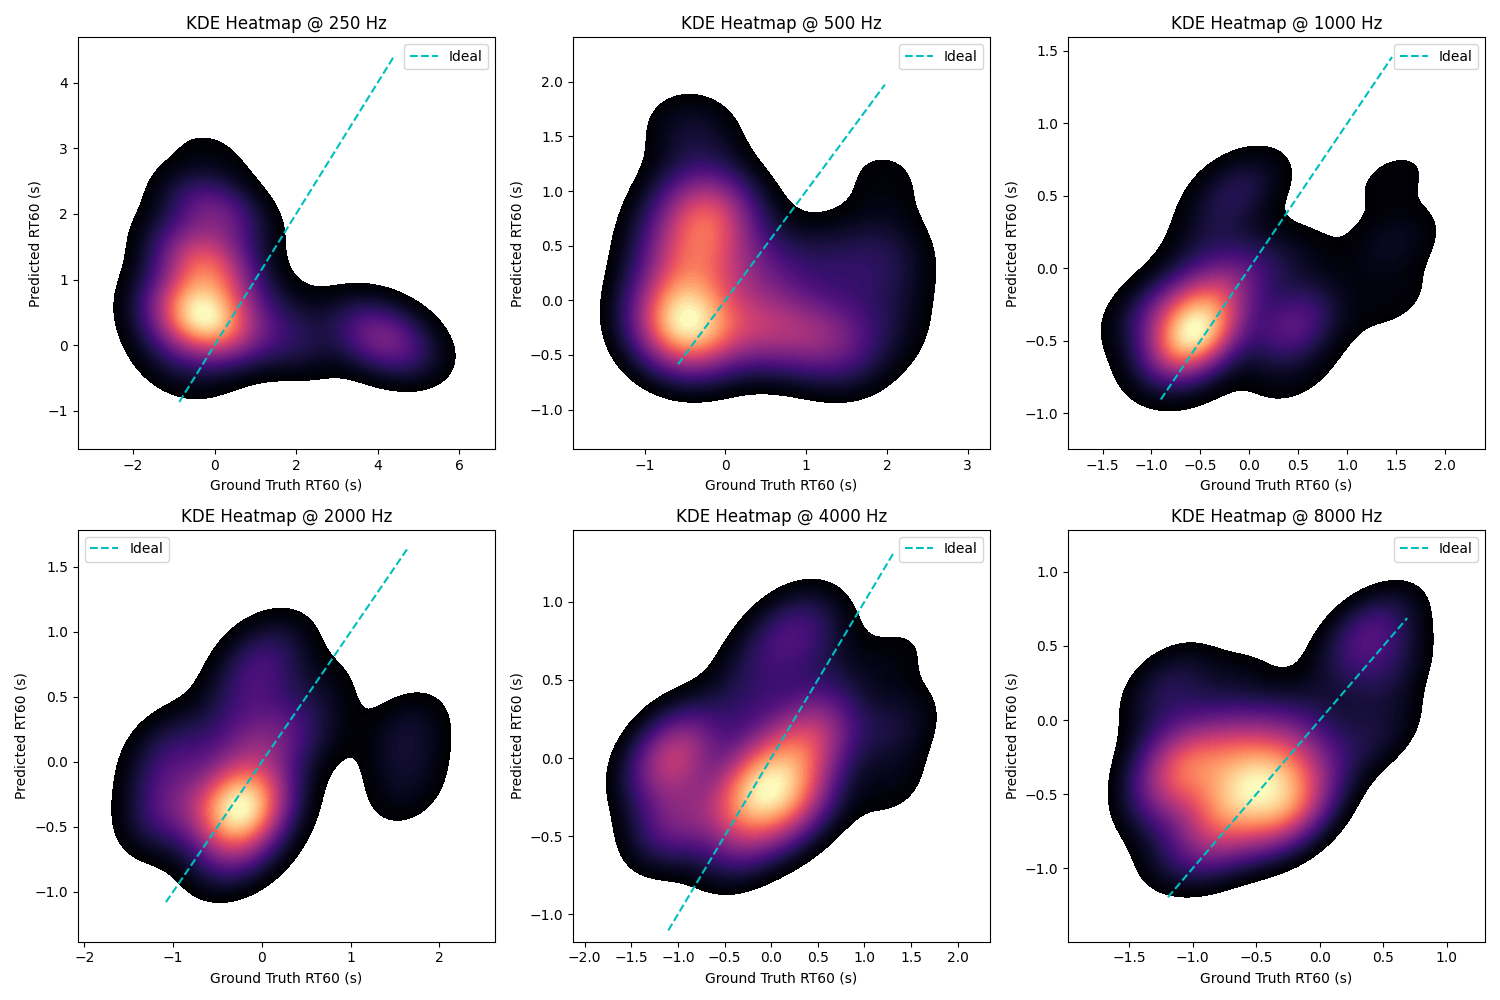 KDE Heatmap @ 250 Hz
Ideal
Predicted RT60 (s)
4
3
2
1
0
−1
−2 0 2 4 6
Ground Truth RT60 (s)
KDE Heatmap @ 500 Hz
Ideal
Predicted RT60 (s)
2.0
1.5
1.0
0.5
0.0
−0.5
−1.0
−1 0 1 2 3
Ground Truth RT60 (s)
KDE Heatmap @ 1000 Hz
Ideal
Predicted RT60 (s)
1.5
1.0
0.5
0.0
−0.5
−1.0
−1.5 −1.0 −0.5 0.0 0.5 1.0 1.5 2.0
Ground Truth RT60 (s)
KDE Heatmap @ 2000 Hz
Ideal
Predicted RT60 (s)
1.5
1.0
0.5
0.0
−0.5
−1.0
−2 −1 0 1 2
Ground Truth RT60 (s)
KDE Heatmap @ 4000 Hz
Ideal
Predicted RT60 (s)
1.0
0.5
0.0
−0.5
−1.0
−2.0 −1.5 −1.0 −0.5 0.0 0.5 1.0 1.5 2.0
Ground Truth RT60 (s)
KDE Heatmap @ 8000 Hz
Ideal
Predicted RT60 (s)
1.0
0.5
0.0
−0.5
−1.0
−1.5 −1.0 −0.5 0.0 0.5 1.0
Ground Truth RT60 (s)